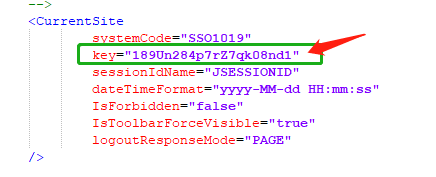 -->
<CurrentSite
systemCode="SSO1019"
key="189Un284p7rZ7qk08nd1"
sessionIdName="JSESSIONID"
dateTimeFormat="yyyy-MM-dd HH:mm:ss"
IsForbidden="false"
IsToolbarForceVisible="true"
logoutResponseMode="PAGE"
/>